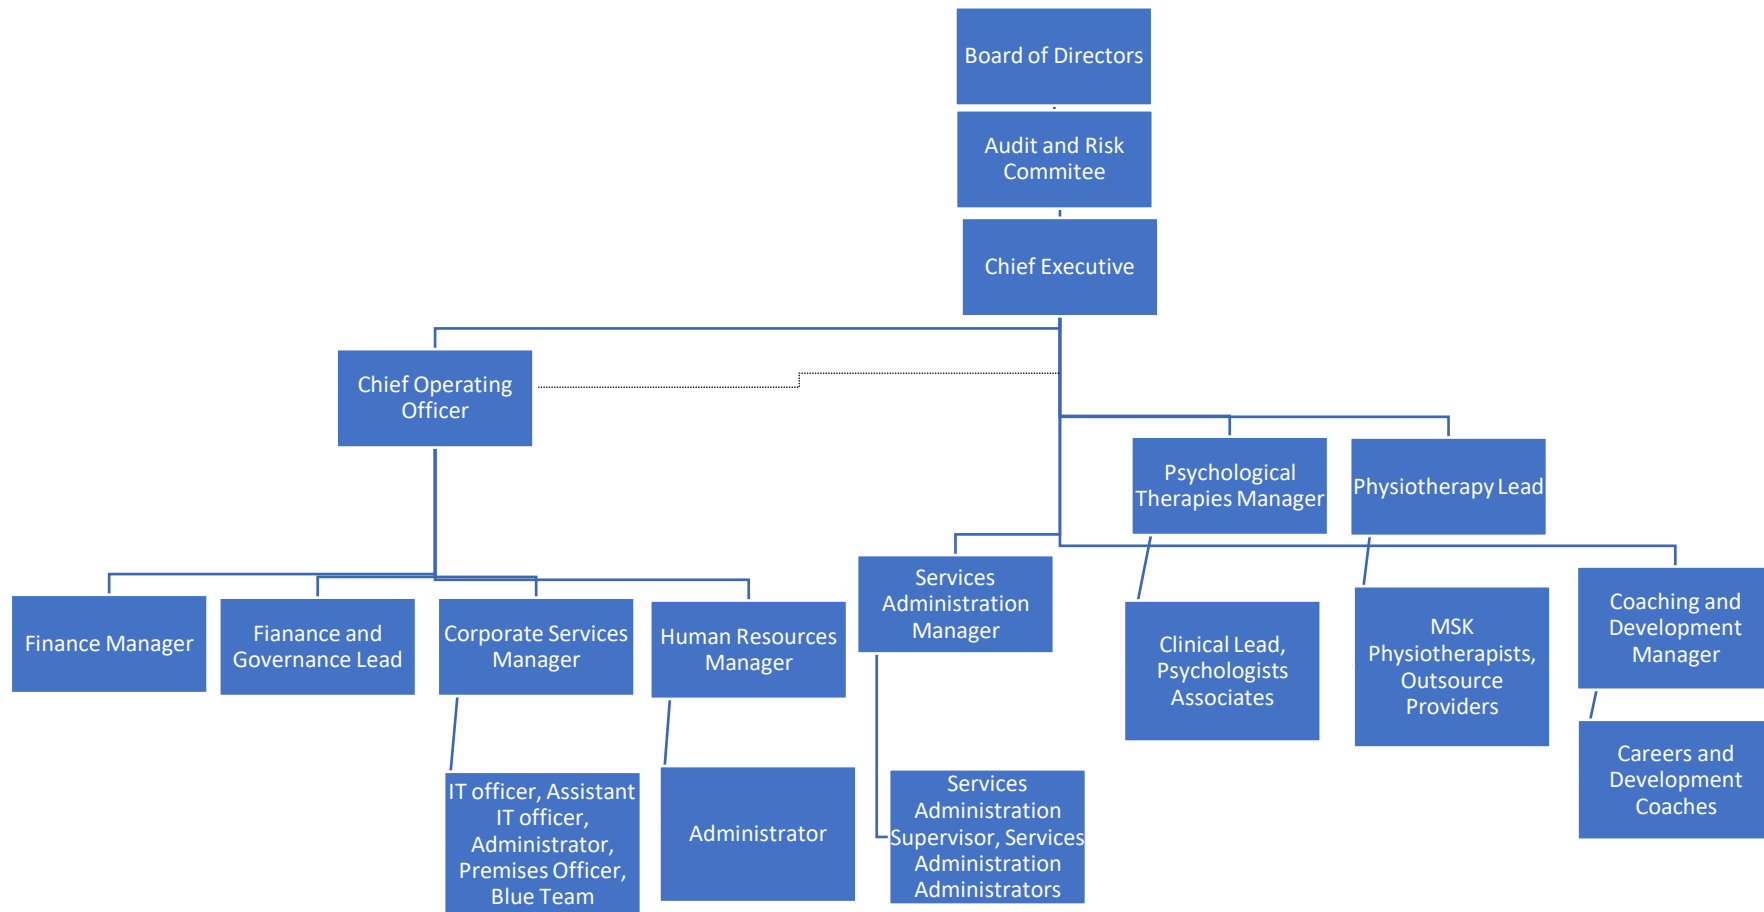 Board of Directors
Audit and Risk
Commitee
Chief Executive
Chief Operating
Officer
Psychological
Therapies Manager
Physiotherapy Lead
Finance Manager
Fianance and
Governance Lead
Corporate Services
Manager
Human Resources
Manager
Services
Administration
Manager
Clinical Lead,
Psychologists
Associates
MSK
Physiotherapists,
Outsource
Providers
Coaching and
Development
Manager
IT officer, Assistant
IT officer,
Administrator,
Premises Officer,
Blue Team
Administrator
Services
Administration
Supervisor, Services
Administration
Administrators
Careers and
Development
Coaches